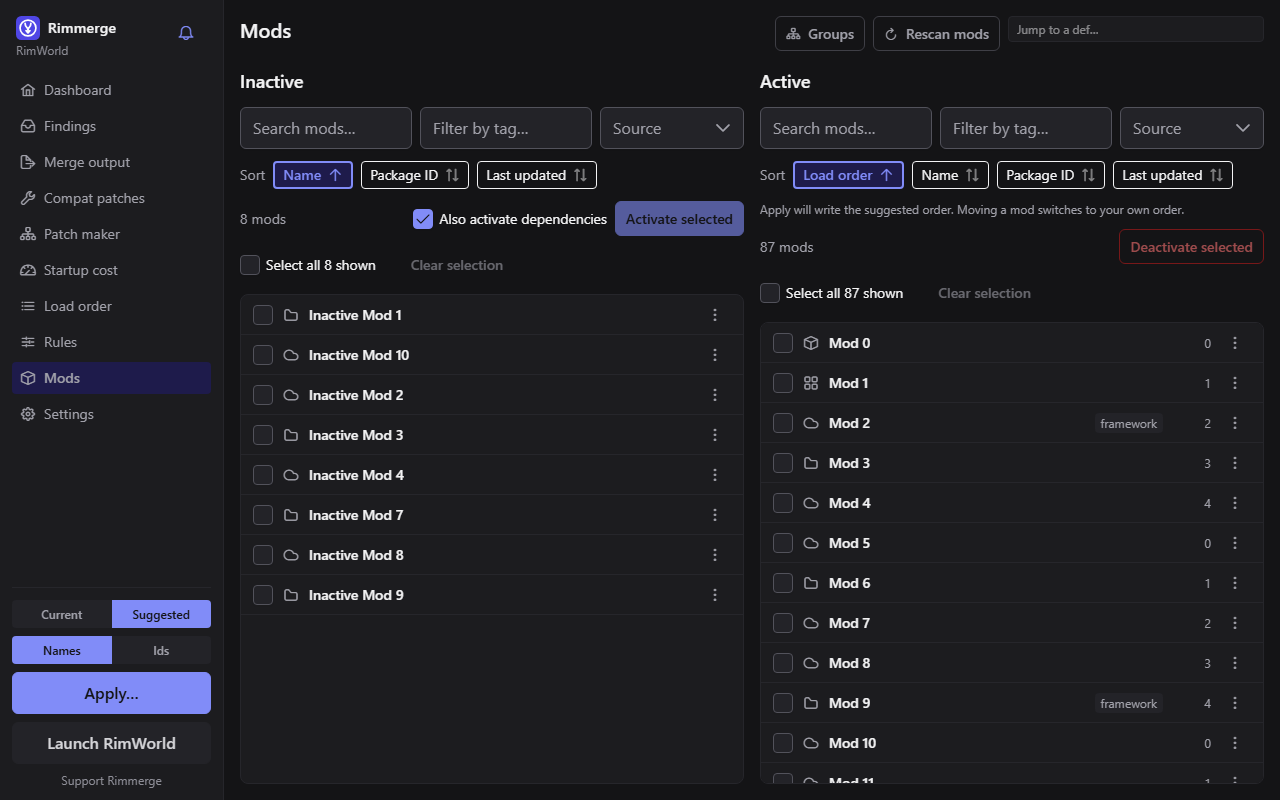 Rimmerge
RimWorld
Dashboard
Findings
Merge output
Compat patches
Patch maker
Startup cost
Load order
Rules
Mods
Settings
Current Suggested
Names Ids
Apply...
Launch RimWorld
Support Rimmerge
Mods
Groups
Rescan mods
Jump to a def...
Inactive
Search mods...
Filter by tag...
Source
Sort Name Package ID Last updated
8 mods
Also activate dependencies
Activate selected
Select all 8 shown
Clear selection
Inactive Mod 1
Inactive Mod 10
Inactive Mod 2
Inactive Mod 3
Inactive Mod 4
Inactive Mod 7
Inactive Mod 8
Inactive Mod 9
Active
Search mods...
Filter by tag...
Source
Sort Load order Name Package ID Last updated
Apply will write the suggested order. Moving a mod switches to your own order.
87 mods
Deactivate selected
Select all 87 shown
Clear selection
Mod 0 0
Mod 1 1
Mod 2 framework 2
Mod 3 3
Mod 4 4
Mod 5 0
Mod 6 1
Mod 7 2
Mod 8 3
Mod 9 framework 4
Mod 10 0
Mod 11 1